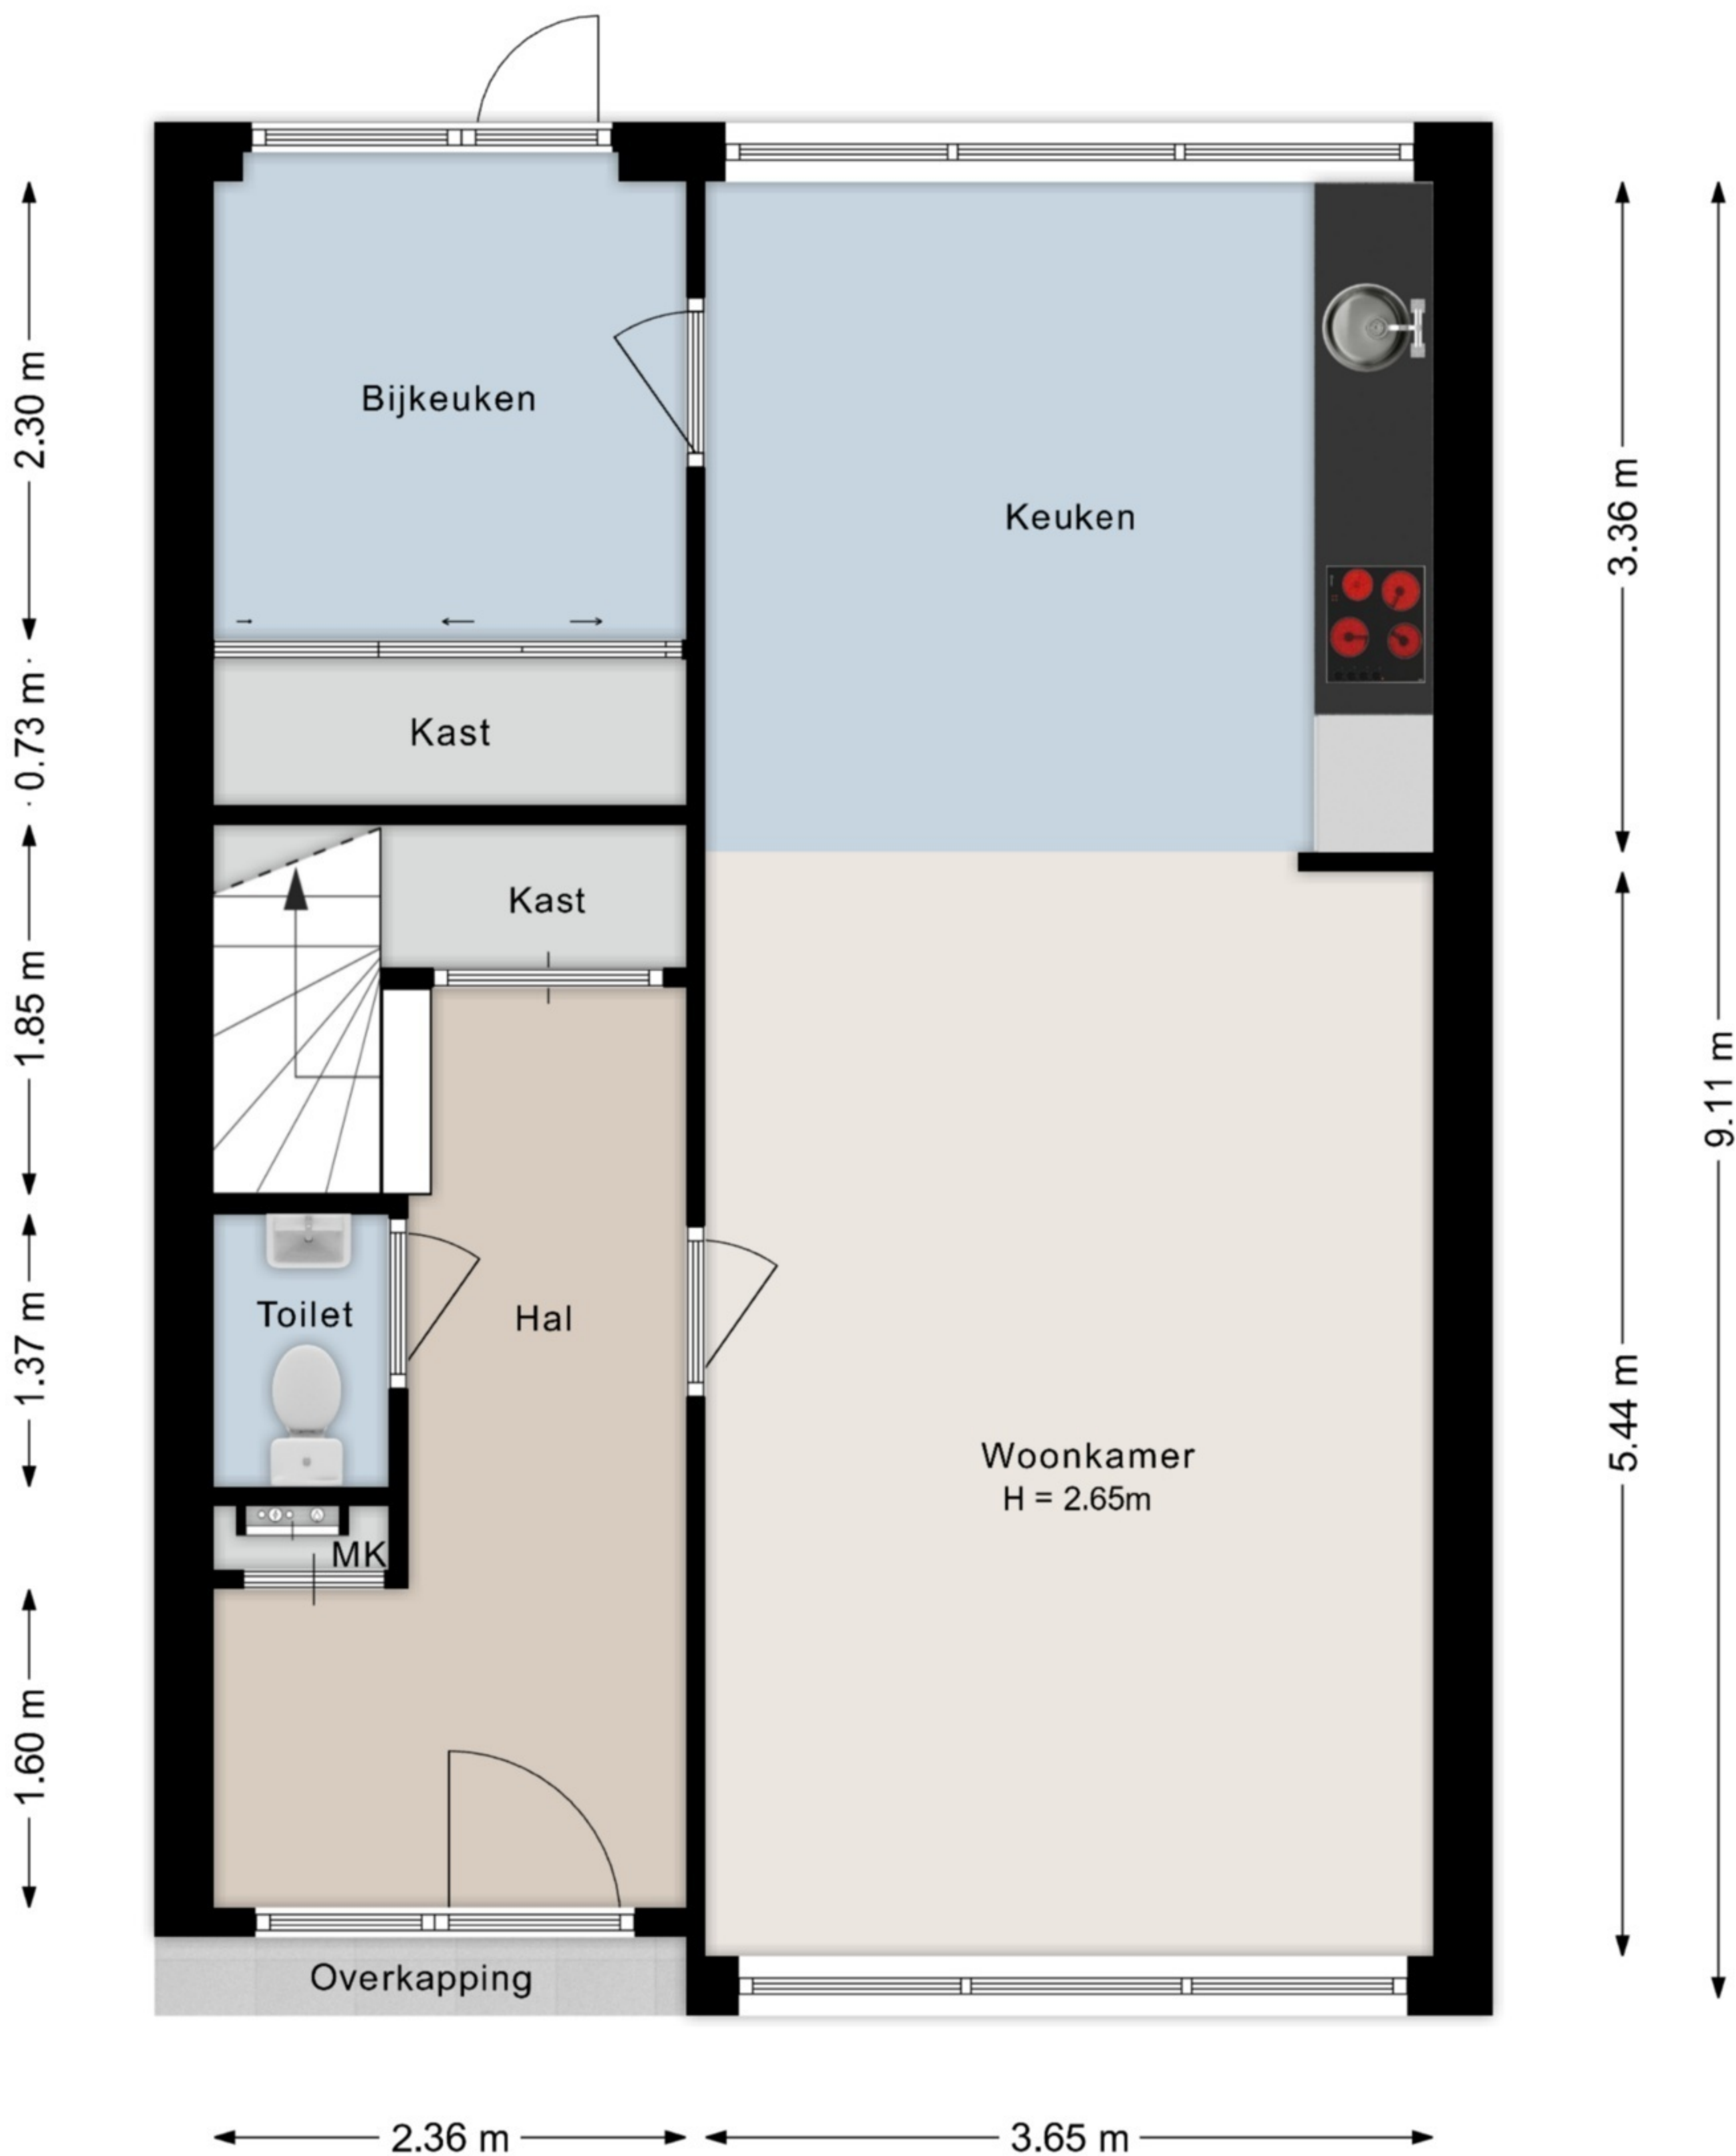 Bijkeuken
Keuken
Kast
Kast
Toilet
Hal
Woonkamer
H = 2.65m
MK
Overkapping
2.30 m
0.73 m
1.85 m
1.37 m
1.60 m
3.36 m
5.44 m
9.11 m
2.36 m
3.65 m